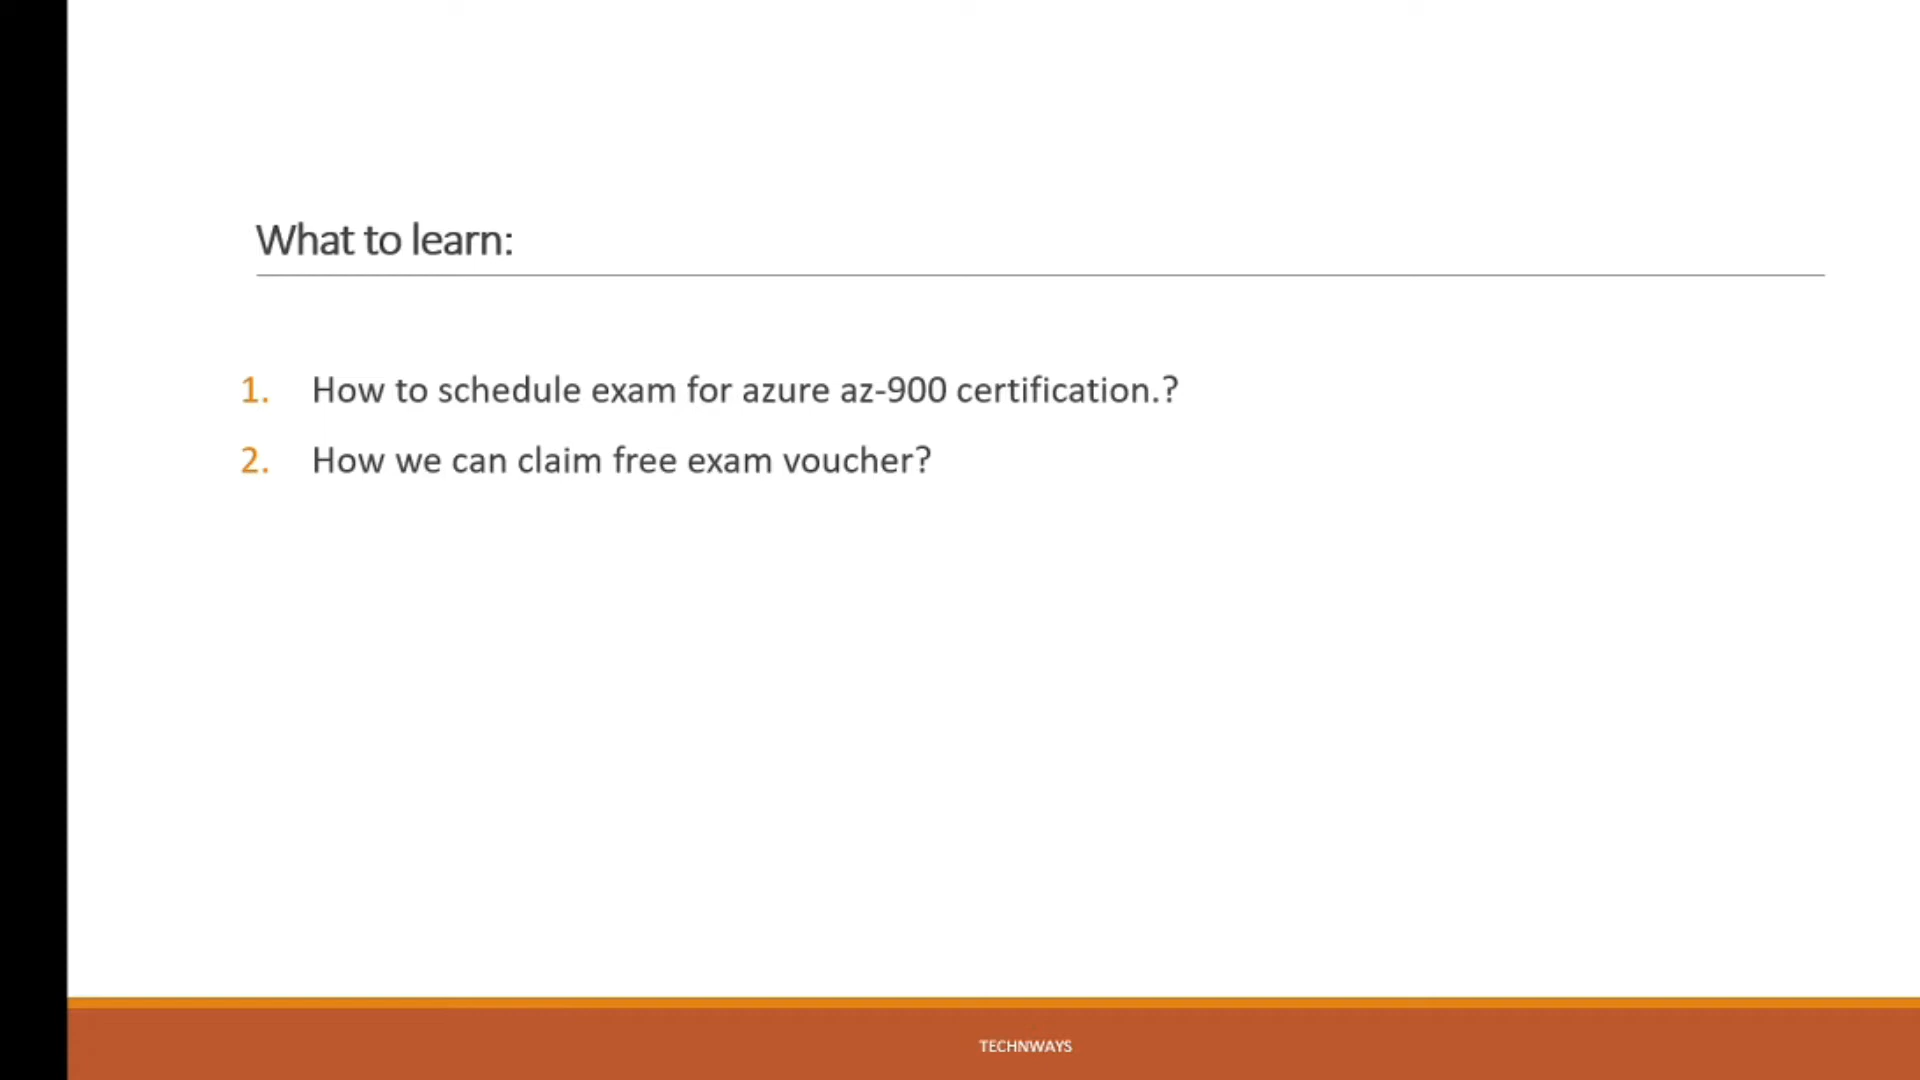 What to learn:
1. How to schedule exam for azure az-900 certification.?
2. How we can claim free exam voucher?
TECHNWAYS